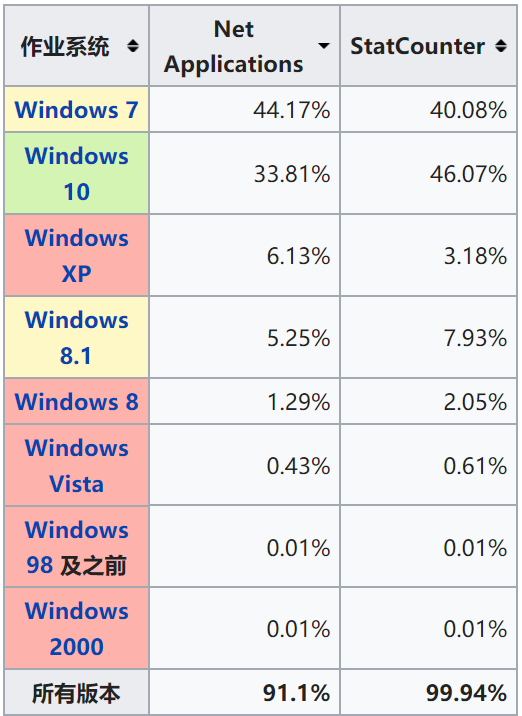 作业系统
Net
Applications
StatCounter
Windows 7 44.17% 40.08%
Windows
10
33.81% 46.07%
Windows
XP
6.13% 3.18%
Windows
8.1
5.25% 7.93%
Windows 8 1.29% 2.05%
Windows
Vista
0.43% 0.61%
Windows
98 及之前
0.01% 0.01%
Windows
2000
0.01% 0.01%
所有版本 91.1% 99.94%